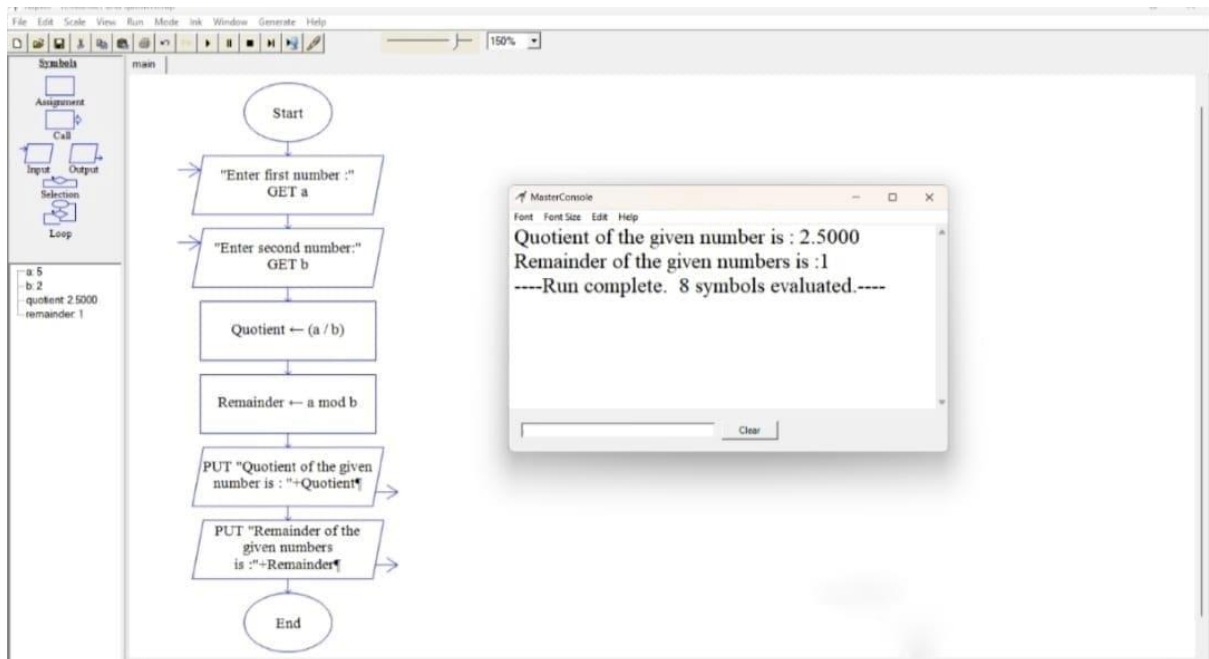 File Edit Scale View Run Mode Ink Window Generate Help
150%
Symbols
main
Assignment
Call
Input Output
Selection
Loop
a: 5
b: 2
quotient: 2.5000
remainder: 1
Start
"Enter first number :"
GET a
"Enter second number:"
GET b
Quotient ← (a / b)
Remainder ← a mod b
PUT "Quotient of the given
number is : "+Quotient¶
PUT "Remainder of the
given numbers
is :"+Remainder¶
End
MasterConsole
Font Font Size Edit Help
Quotient of the given number is : 2.5000
Remainder of the given numbers is :1
----Run complete. 8 symbols evaluated.----
Clear